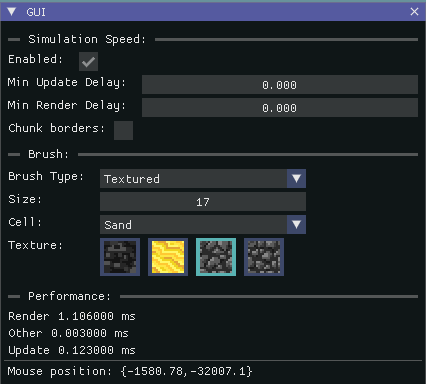 GUI
Simulation Speed:
Enabled:
Min Update Delay: 0.000
Min Render Delay: 0.000
Chunk borders:
Brush:
Brush Type: Textured
Size: 17
Cell: Sand
Texture:
Performance:
Render 1.106000 ms
Other 0.003000 ms
Update 0.123000 ms
Mouse position: {-1580.78,-32007.1}